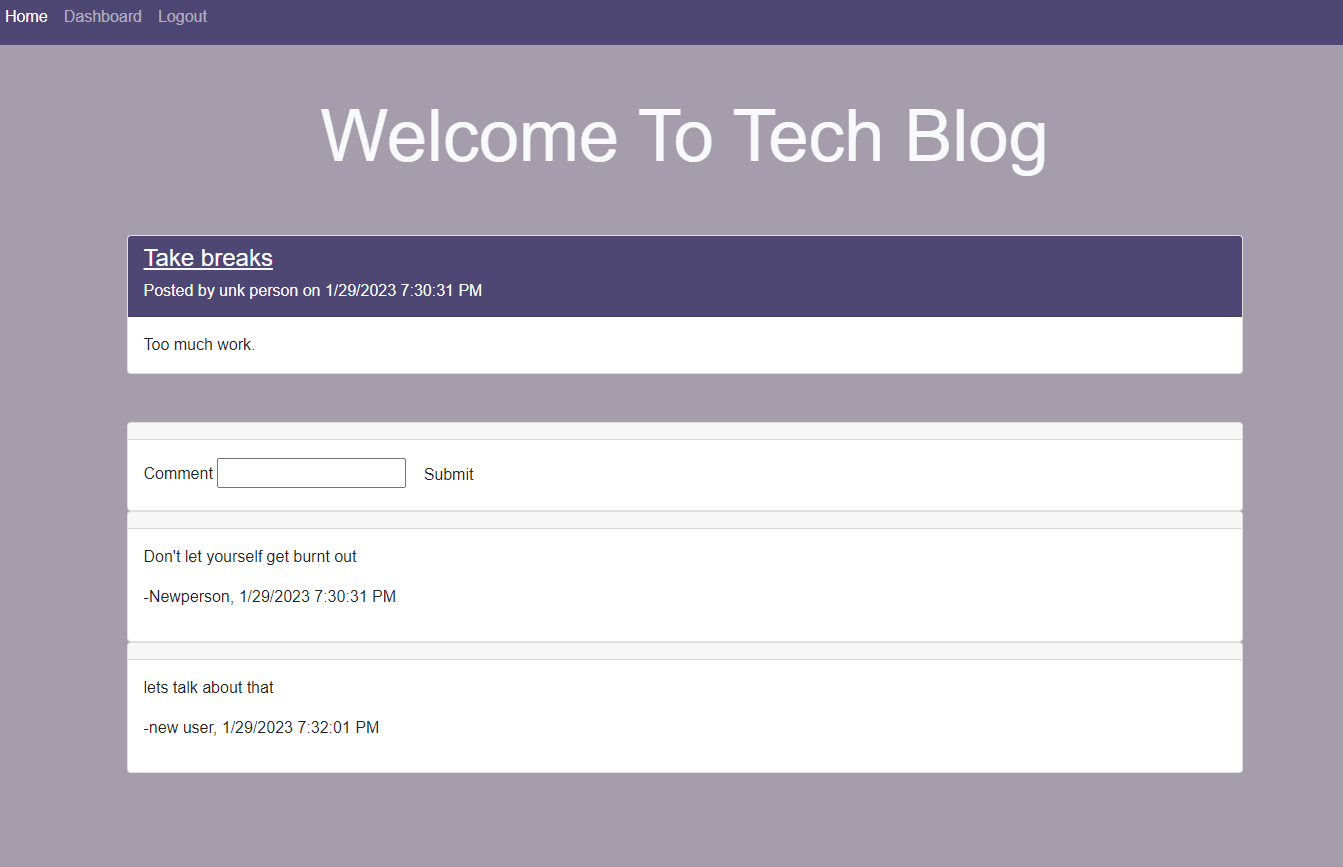 Home Dashboard Logout
Welcome To Tech Blog
Take breaks
Posted by unk person on 1/29/2023 7:30:31 PM
Too much work.
Comment Submit
Don't let yourself get burnt out
-Newperson, 1/29/2023 7:30:31 PM
lets talk about that
-new user, 1/29/2023 7:32:01 PM